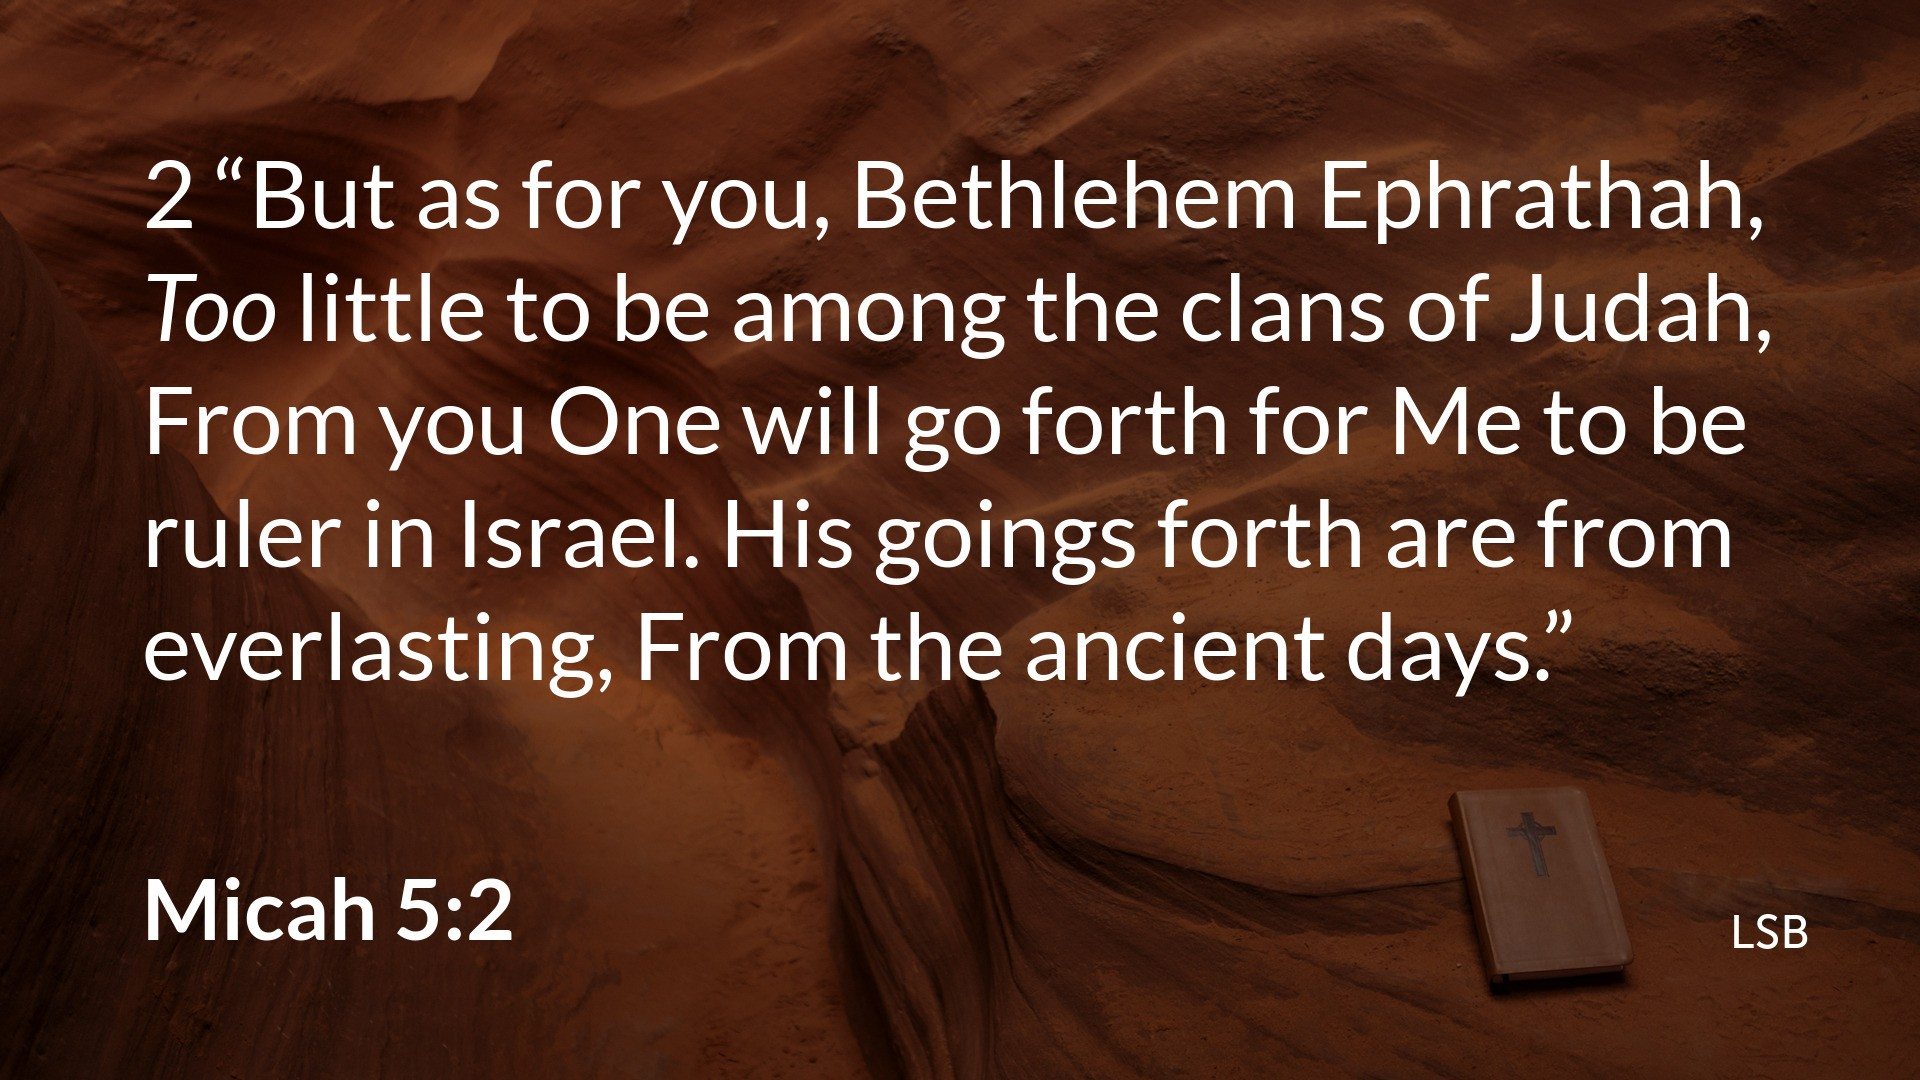 2 “But as for you, Bethlehem Ephrathah,
Too little to be among the clans of Judah,
From you One will go forth for Me to be
ruler in Israel. His goings forth are from
everlasting, From the ancient days.”
Micah 5:2
LSB